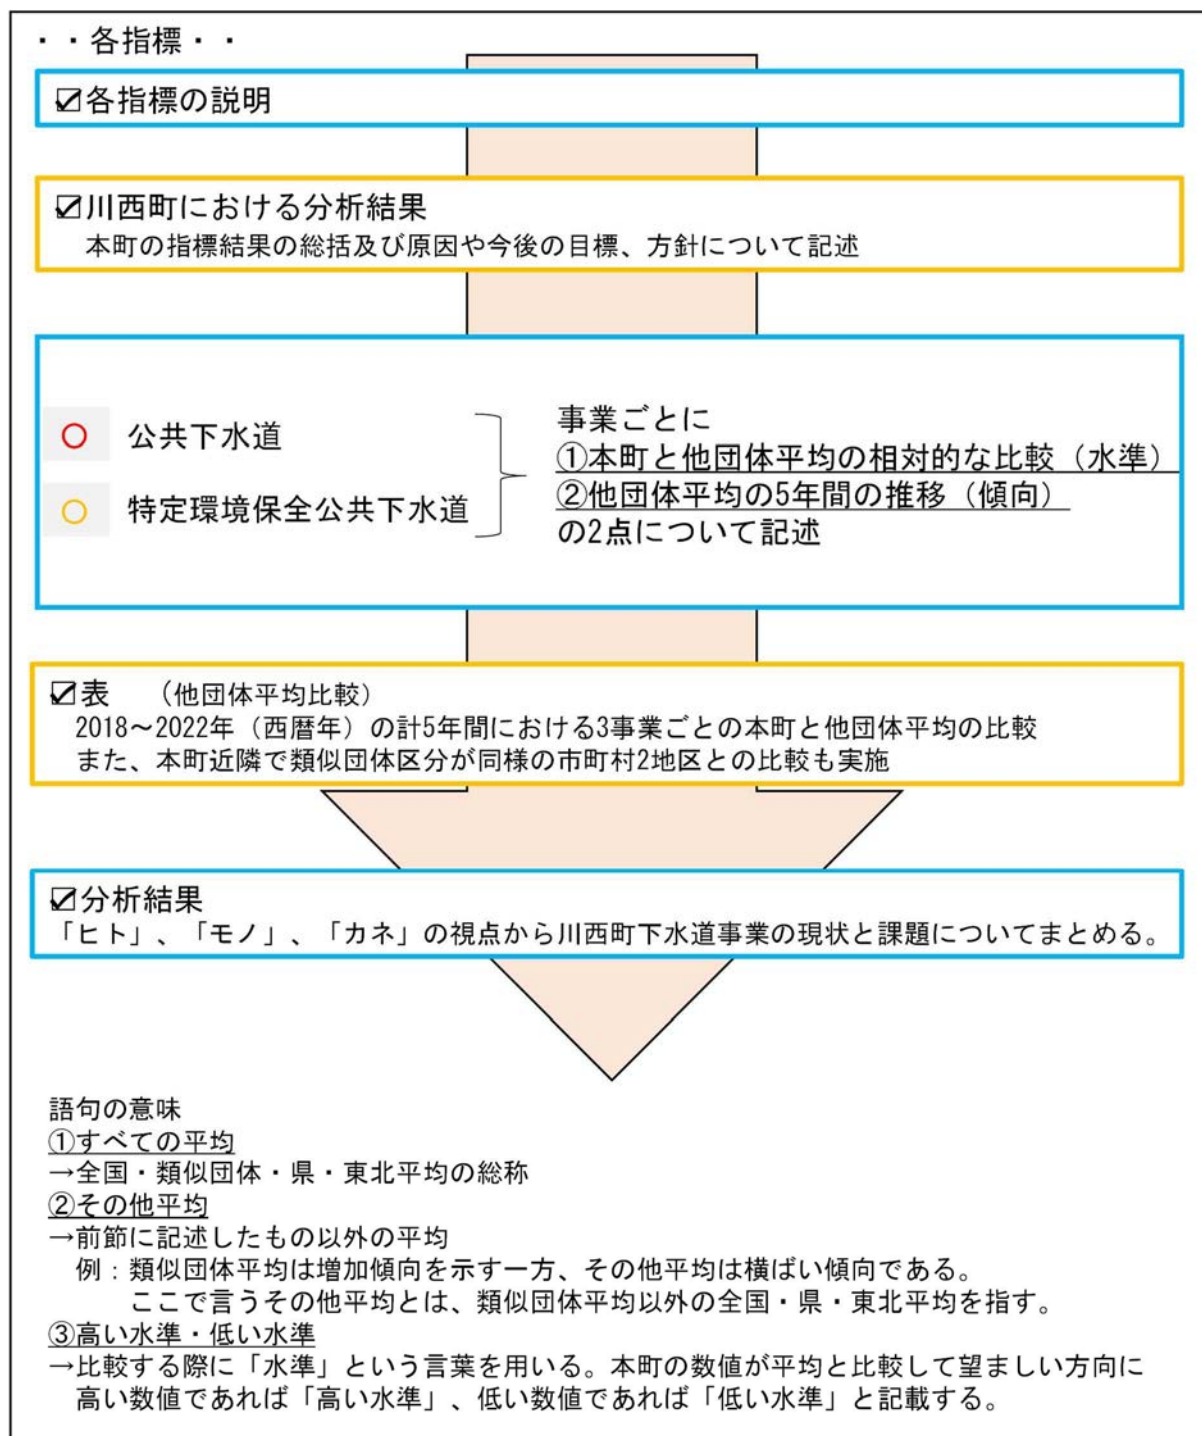 ・・各指標・・
☑各指標の説明
☑川西町における分析結果
本町の指標結果の総括及び原因や今後の目標、方針について記述
○ 公共下水道
○ 特定環境保全公共下水道
事業ごとに
①本町と他団体平均の相対的な比較（水準）
②他団体平均の5年間の推移（傾向）
の2点について記述
☑表　（他団体平均比較）
2018～2022年（西暦年）の計5年間における3事業ごとの本町と他団体平均の比較
また、本町近隣で類似団体区分が同様の市町村2地区との比較も実施
☑分析結果
「ヒト」、「モノ」、「カネ」の視点から川西町下水道事業の現状と課題についてまとめる。
語句の意味
①すべての平均
→全国・類似団体・県・東北平均の総称
②その他平均
→前節に記述したもの以外の平均
例：類似団体平均は増加傾向を示す一方、その他平均は横ばい傾向である。
ここで言うその他平均とは、類似団体平均以外の全国・県・東北平均を指す。
③高い水準・低い水準
→比較する際に「水準」という言葉を用いる。本町の数値が平均と比較して望ましい方向に
高い数値であれば「高い水準」、低い数値であれば「低い水準」と記載する。